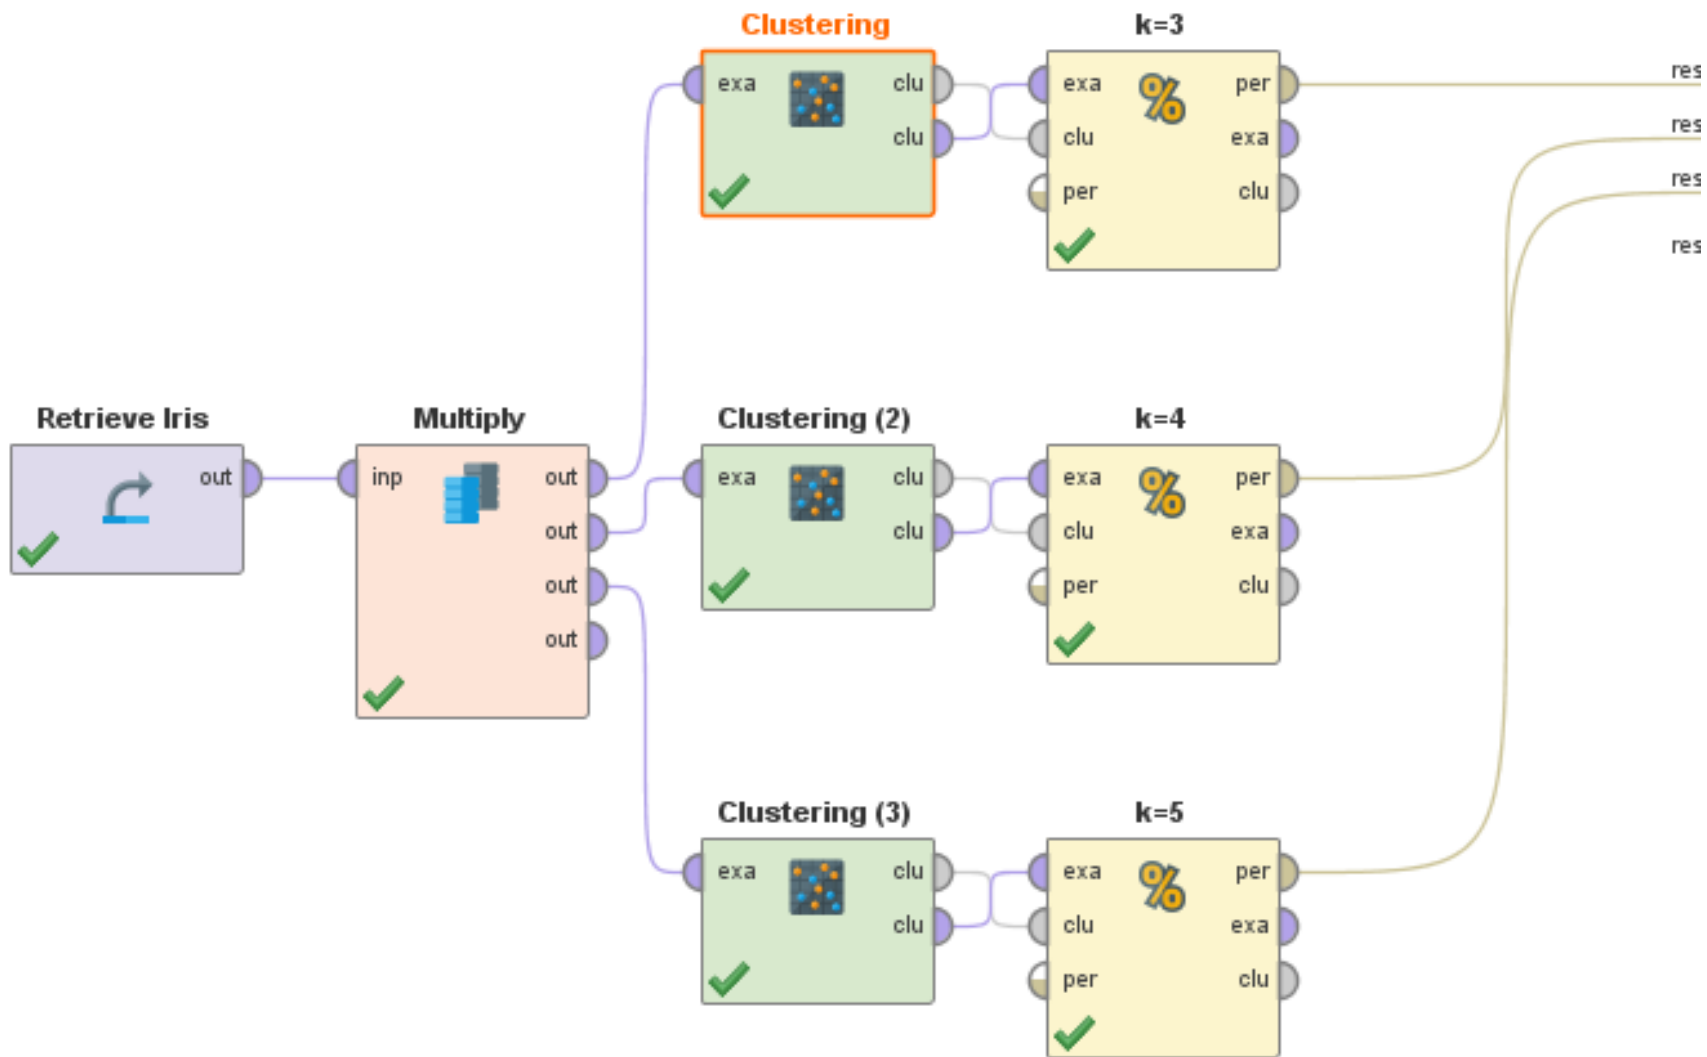 Clustering
exa
clu
clu
k=3
exa
clu
per
per
exa
clu
res
res
res
res
Retrieve Iris
out
Multiply
inp
out
out
out
out
Clustering (2)
exa
clu
clu
k=4
exa
clu
per
per
exa
clu
Clustering (3)
exa
clu
clu
k=5
exa
clu
per
per
exa
clu